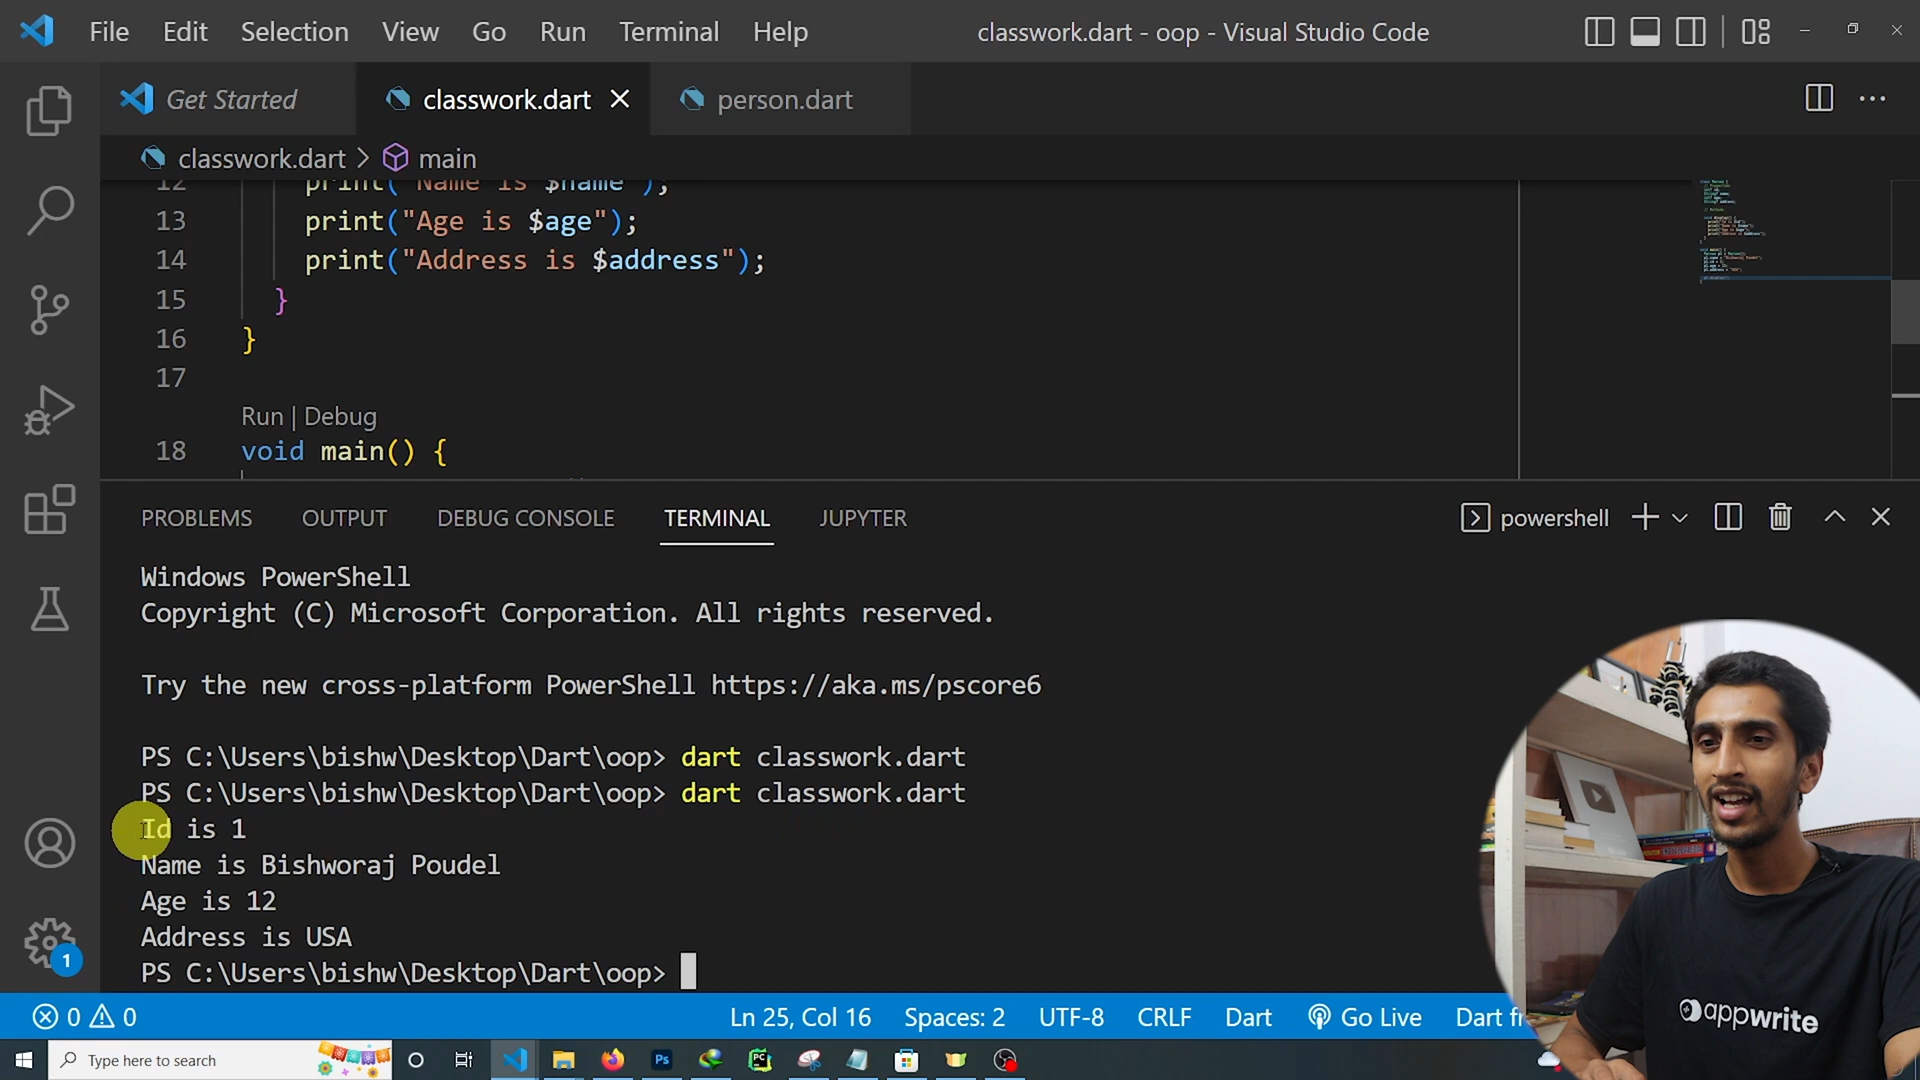 File Edit Selection View Go Run Terminal Help classwork.dart - oop - Visual Studio Code
Get Started classwork.dart person.dart
classwork.dart > main
12 print("Name is $name");
13 print("Age is $age");
14 print("Address is $address");
15 }
16 }
17
Run | Debug
18 void main() {
PROBLEMS OUTPUT DEBUG CONSOLE TERMINAL JUPYTER powershell
Windows PowerShell
Copyright (C) Microsoft Corporation. All rights reserved.
Try the new cross-platform PowerShell https://aka.ms/pscore6
PS C:\Users\bishw\Desktop\Dart\oop> dart classwork.dart
PS C:\Users\bishw\Desktop\Dart\oop> dart classwork.dart
Id is 1
Name is Bishworaj Poudel
Age is 12
Address is USA
PS C:\Users\bishw\Desktop\Dart\oop>
1
0 0 Ln 25, Col 16 Spaces: 2 UTF-8 CRLF Dart Go Live Dart
appwrite
Type here to search Ps PC